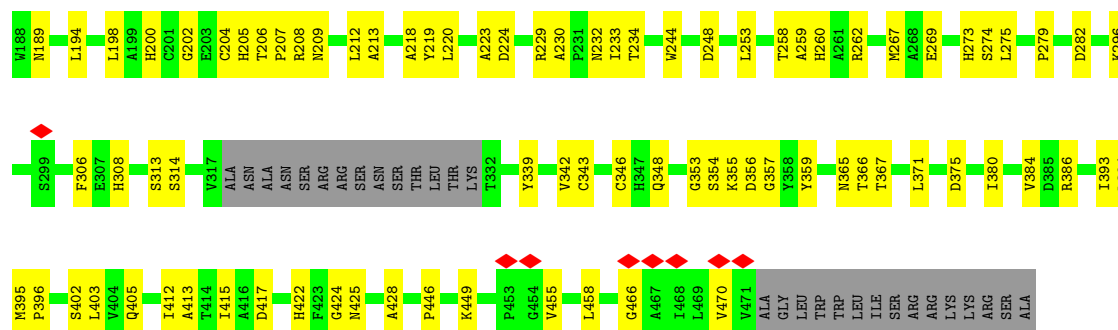 W188 N189 L194 L198 A199 H200 C201 G202 E203 C204 H205 T206 P207 R208 N209 L212 A213 A218 Y219 L220 A223 D224 R229 A230 P231 N232 I233 T234 W244 D248 L253 T258 A259 H260 A261 R262 M267 A268 E269 H273 S274 L275 P279 D282
S299 F306 E307 H308 S313 S314 V317 ALA ASN ALA ASN SER ARG ARG SER ASN SER THR LEU THR LYS T332 Y339 V342 C343 C346 H347 Q348 G353 S354 K355 D356 G357 Y358 Y359 N365 T366 T367 L371 D375 I380 V384 D385 R386 I393
M395 P396 S402 L403 V404 Q405 I412 A413 T414 I415 A416 D417 H422 F423 G424 N425 A428 P446 K449 P453 G454 V455 L458 G466 A467 I468 L469 V470 V471 ALA GLY LEU TRP TRP LEU ILE SER ARG ARG LYS LYS ARG SER ALA